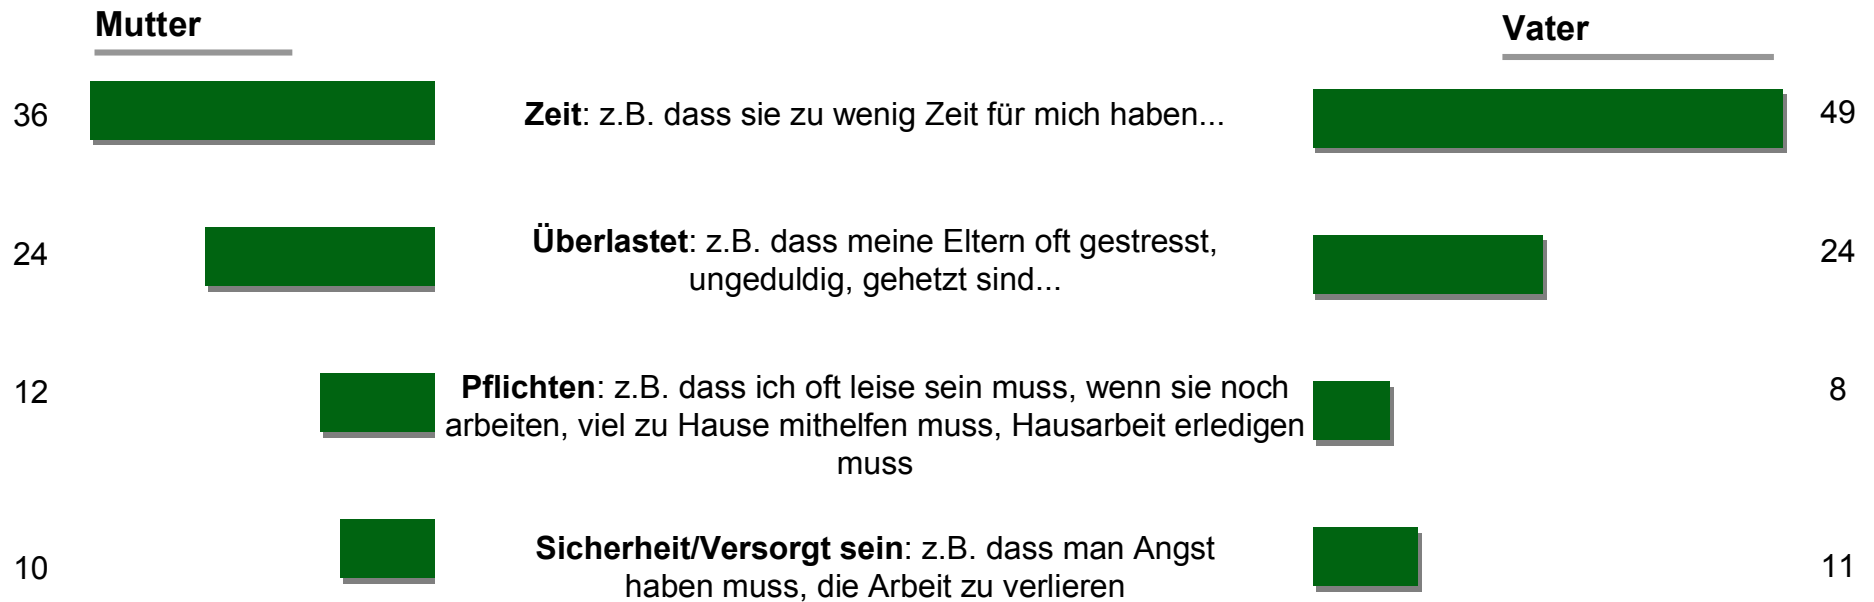 Mutter
Vater
36
Zeit: z.B. dass sie zu wenig Zeit für mich haben...
49
24
Überlastet: z.B. dass meine Eltern oft gestresst,
ungeduldig, gehetzt sind...
24
12
Pflichten: z.B. dass ich oft leise sein muss, wenn sie noch
arbeiten, viel zu Hause mithelfen muss, Hausarbeit erledigen
muss
8
10
Sicherheit/Versorgt sein: z.B. dass man Angst
haben muss, die Arbeit zu verlieren
11